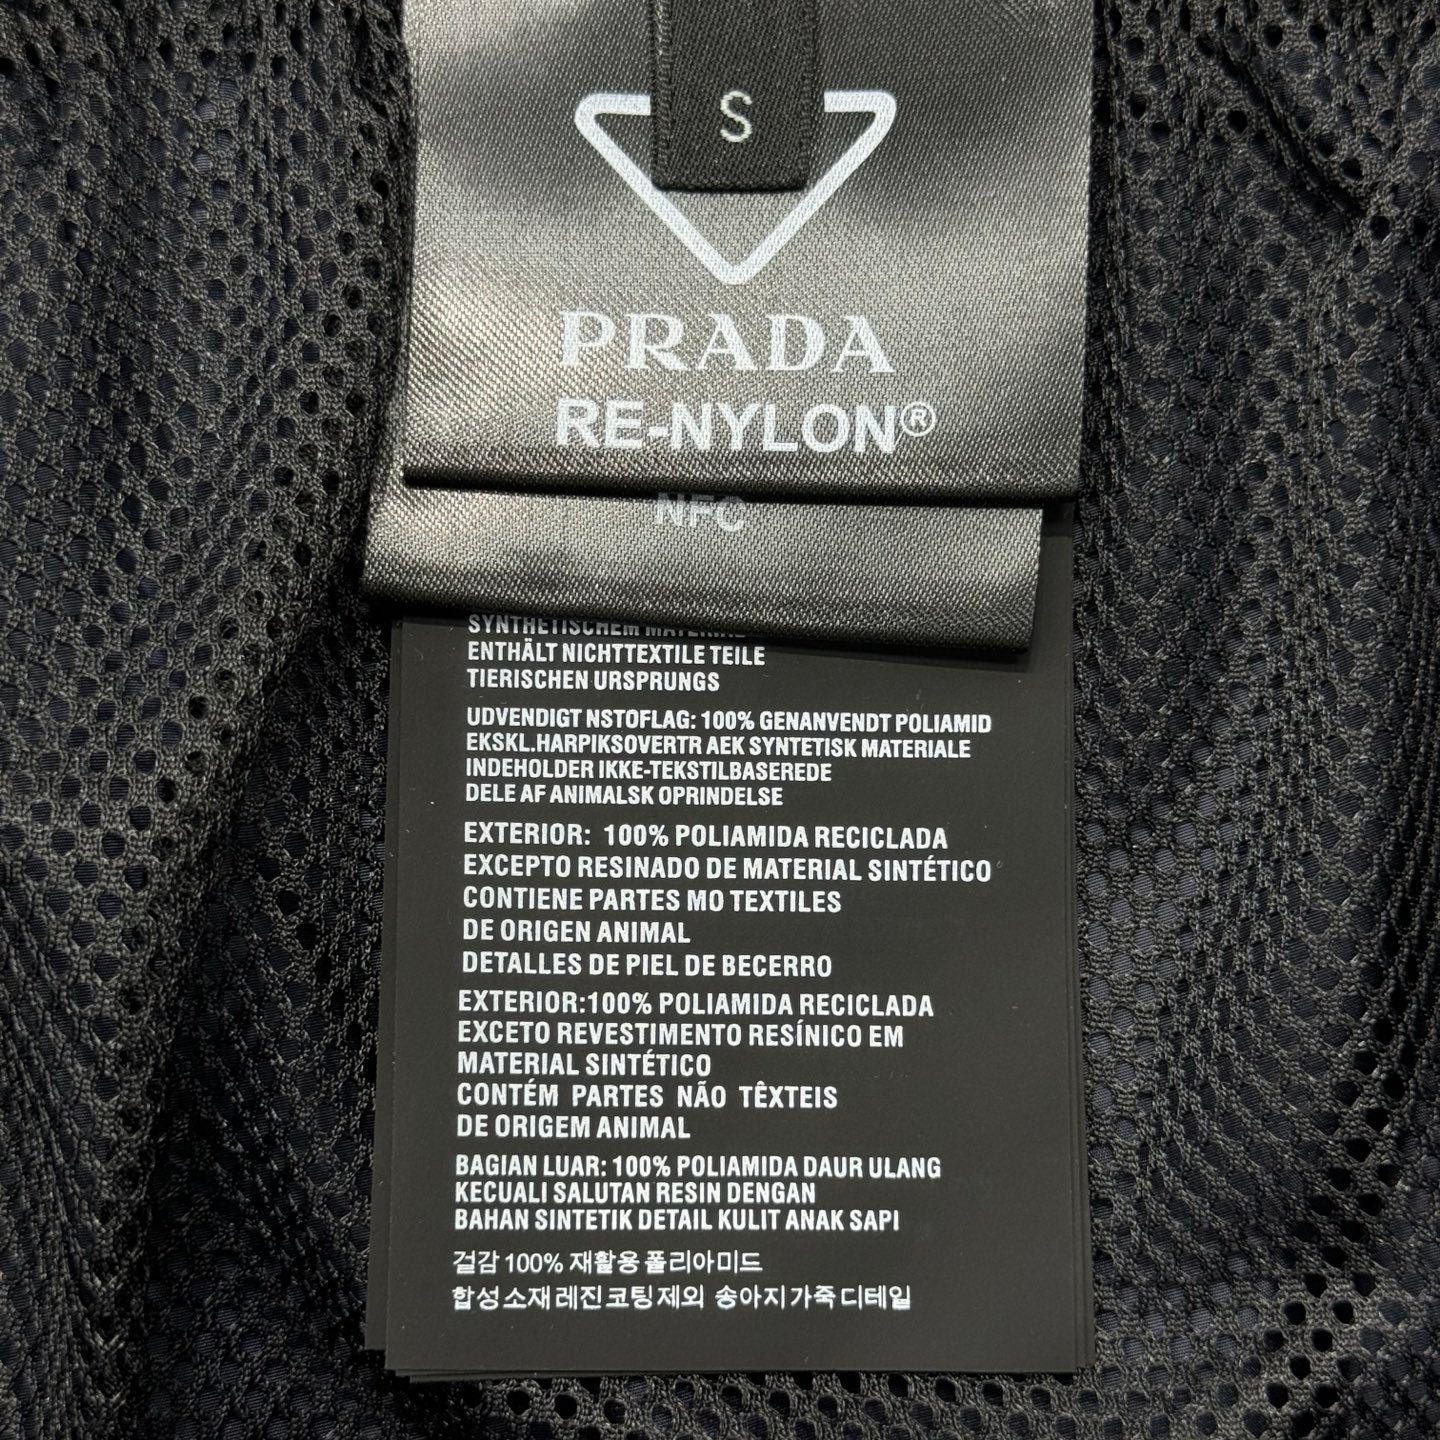 S
PRADA
RE-NYLON®
NFC
SYNTHETISCHEM MATERIAL
ENTHÄLT NICHTTEXTILE TEILE
TIERISCHEN URSPRUNGS
UDVENDIGT NSTOFLAG: 100% GENANVENDT POLIAMID
EKSKL.HARPIKSOVERTR AEK SYNTETISK MATERIALE
INDEHOLDER IKKE-TEKSTILBASEREDE
DELE AF ANIMALSK OPRINDELSE
EXTERIOR: 100% POLIAMIDA RECICLADA
EXCEPTO RESINADO DE MATERIAL SINTÉTICO
CONTIENE PARTES MO TEXTILES
DE ORIGEN ANIMAL
DETALLES DE PIEL DE BECERRO
EXTERIOR:100% POLIAMIDA RECICLADA
EXCETO REVESTIMENTO RESÍNICO EM
MATERIAL SINTÉTICO
CONTÉM PARTES NÃO TÊXTEIS
DE ORIGEM ANIMAL
BAGIAN LUAR: 100% POLIAMIDA DAUR ULANG
KECUALI SALUTAN RESIN DENGAN
BAHAN SINTETIK DETAIL KULIT ANAK SAPI
겉감 100% 재활용 폴리아미드
합성소재 레진코팅 제외 송아지 가죽 디테일